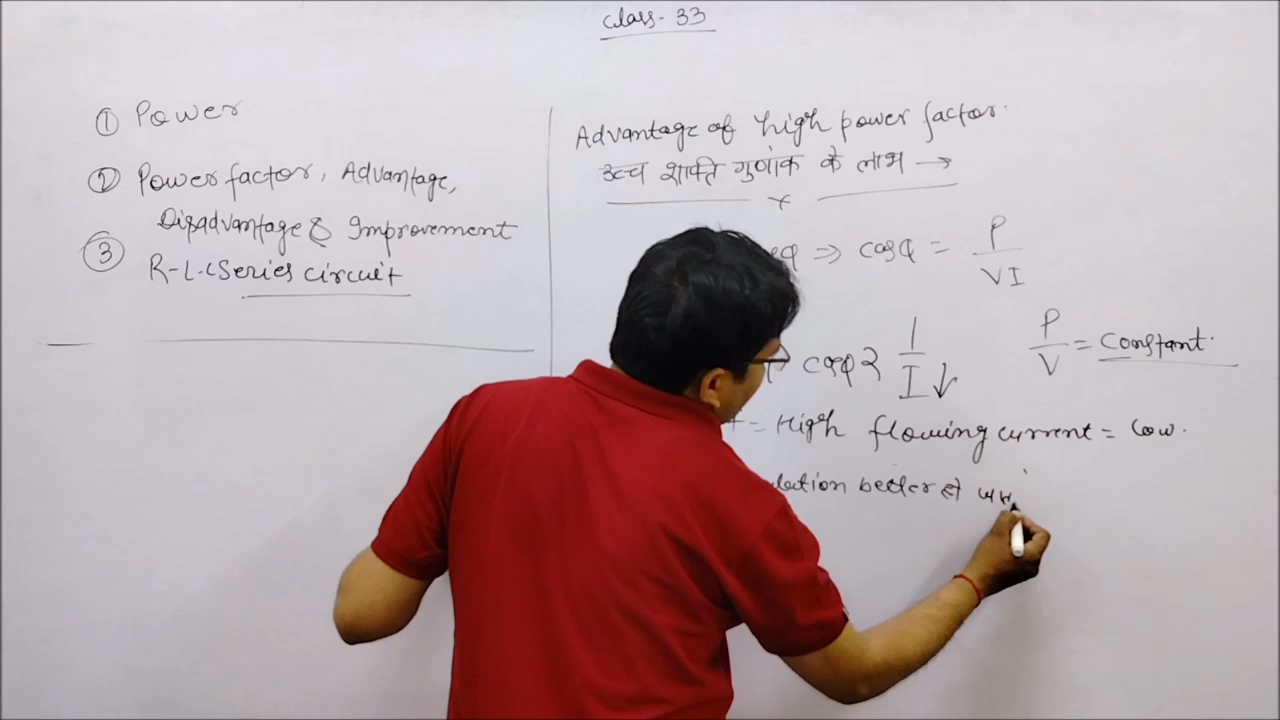 Class - 33
① Power
② Power factor, Advantage,
Disadvantage & Improvement
③ R-L-C Series circuit
Advantage of high power factor.
उच्च शक्ति गुणांक के लाभ →
⇒ cosφ = P / VI
cosφ 2 1 / I ↓
P / V = Constant.
= High flowing current = Low.
better हो